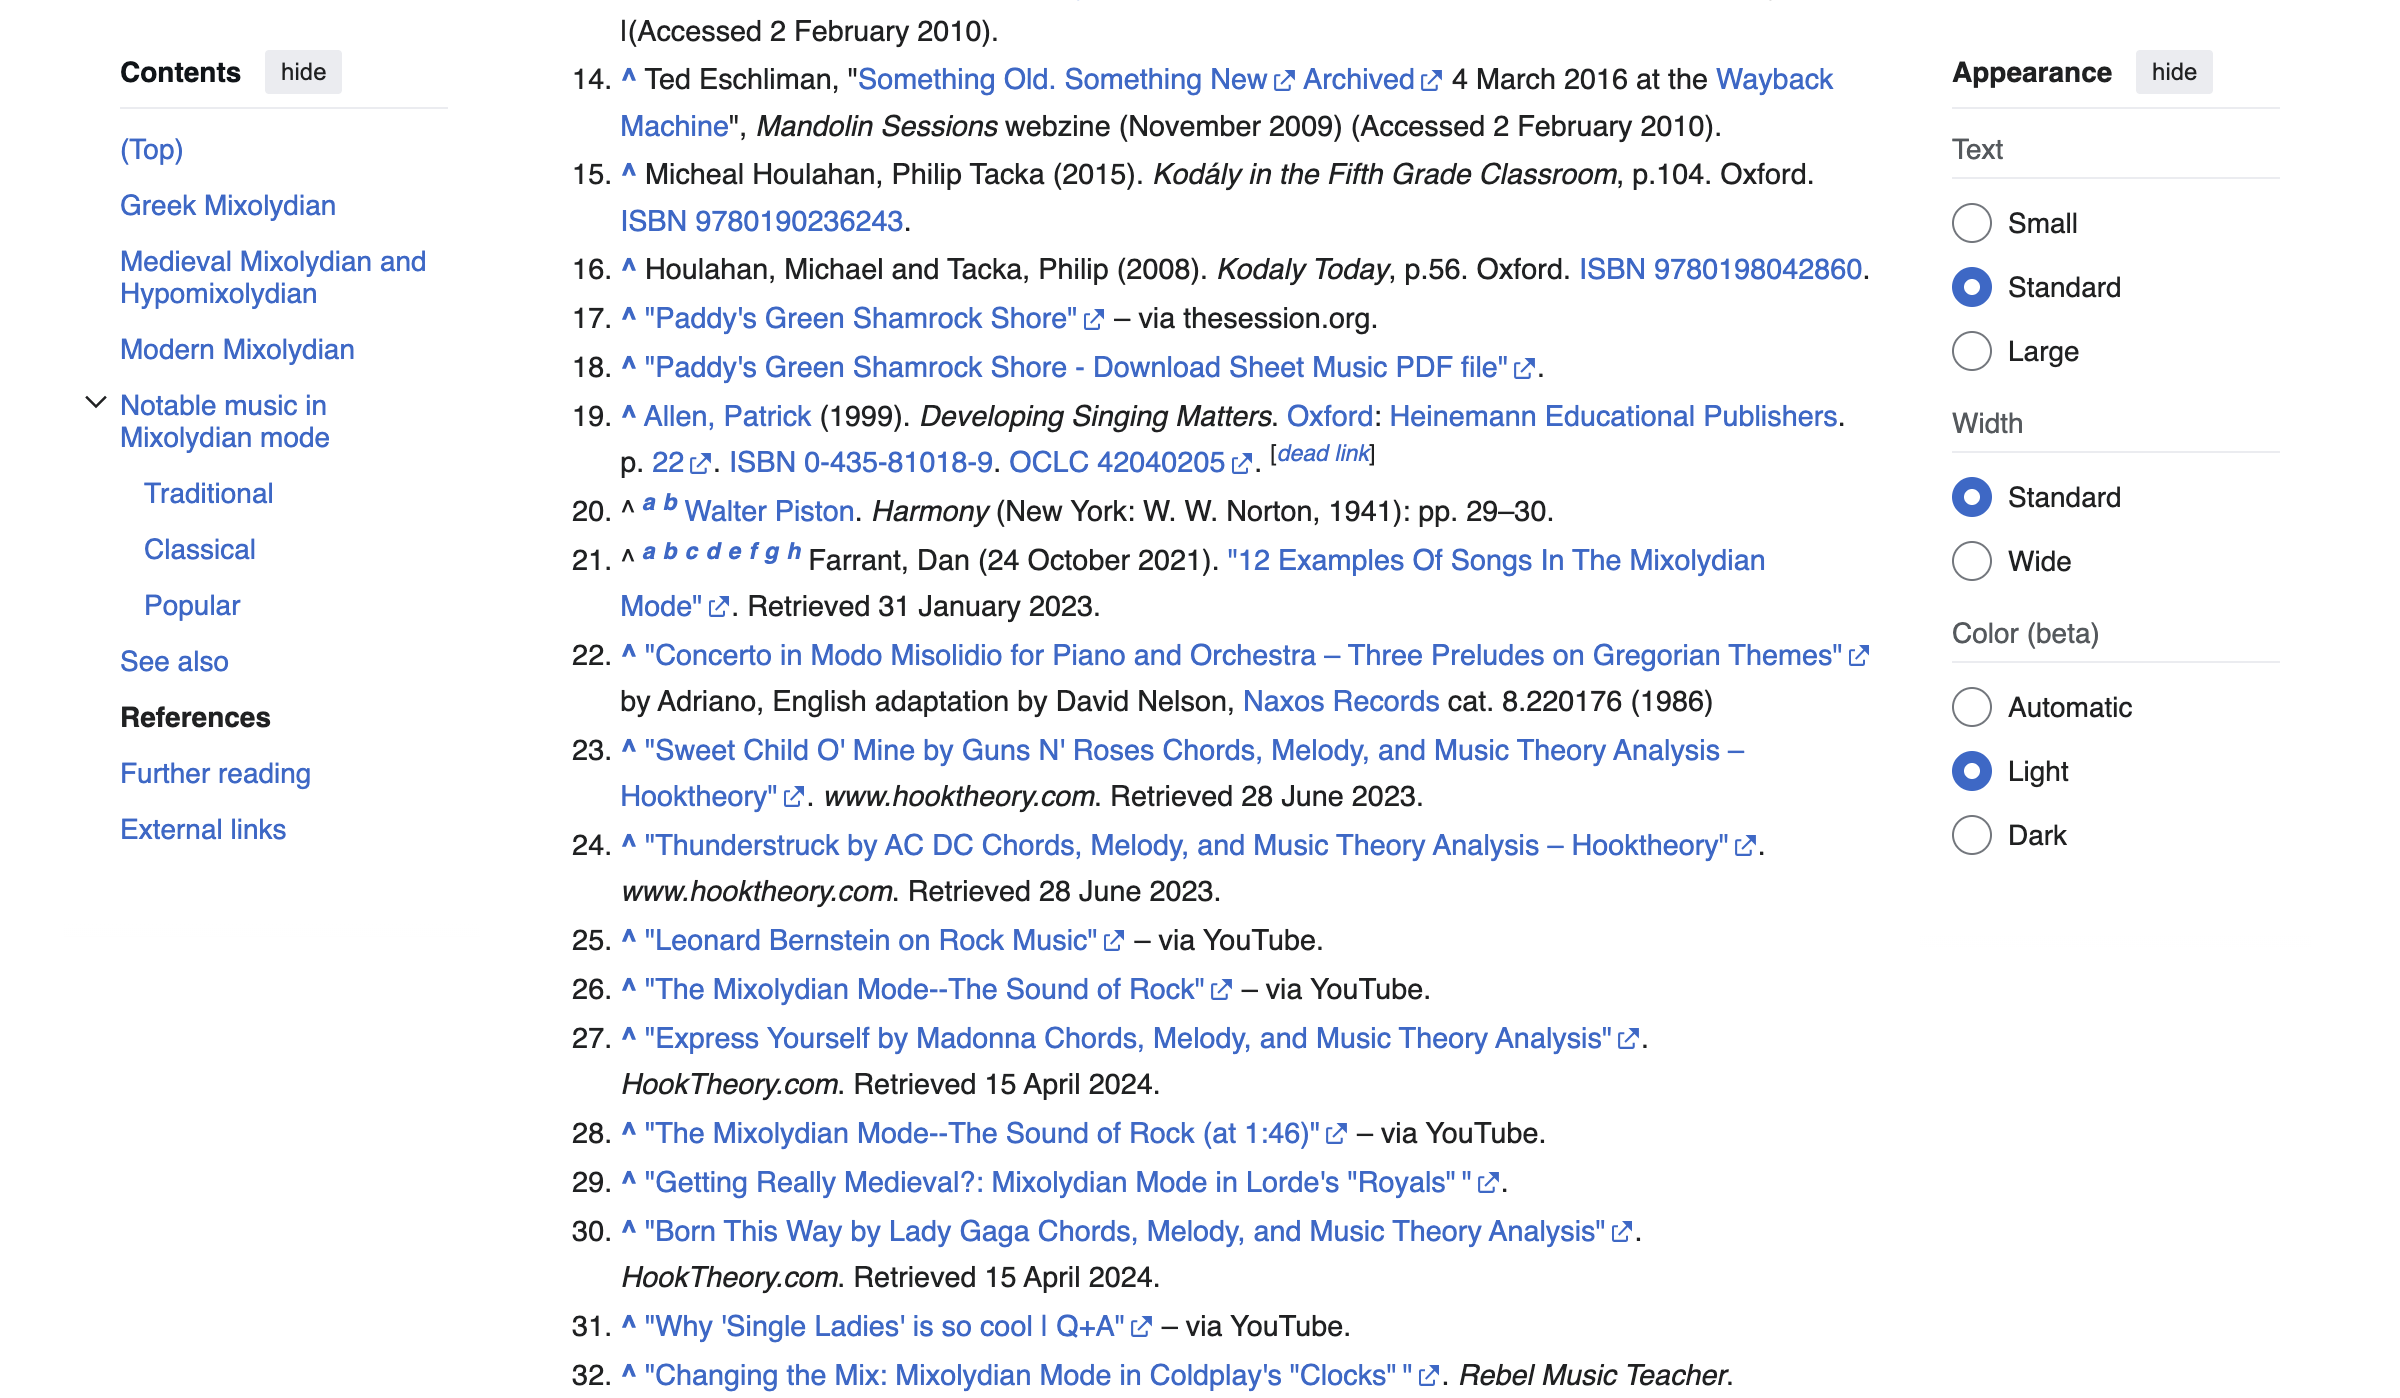 Contents hide
(Top)
Greek Mixolydian
Medieval Mixolydian and
Hypomixolydian
Modern Mixolydian
Notable music in
Mixolydian mode
Traditional
Classical
Popular
See also
References
Further reading
External links
|(Accessed 2 February 2010).
14. ^ Ted Eschliman, "Something Old. Something New Archived 4 March 2016 at the Wayback
Machine", Mandolin Sessions webzine (November 2009) (Accessed 2 February 2010).
15. ^ Micheal Houlahan, Philip Tacka (2015). Kodály in the Fifth Grade Classroom, p.104. Oxford.
ISBN 9780190236243.
16. ^ Houlahan, Michael and Tacka, Philip (2008). Kodaly Today, p.56. Oxford. ISBN 9780198042860.
17. ^ "Paddy's Green Shamrock Shore" – via thesession.org.
18. ^ "Paddy's Green Shamrock Shore - Download Sheet Music PDF file".
19. ^ Allen, Patrick (1999). Developing Singing Matters. Oxford: Heinemann Educational Publishers.
p. 22. ISBN 0-435-81018-9. OCLC 42040205. [dead link]
20. ^ a b Walter Piston. Harmony (New York: W. W. Norton, 1941): pp. 29–30.
21. ^ a b c d e f g h Farrant, Dan (24 October 2021). "12 Examples Of Songs In The Mixolydian
Mode". Retrieved 31 January 2023.
22. ^ "Concerto in Modo Misolidio for Piano and Orchestra – Three Preludes on Gregorian Themes"
by Adriano, English adaptation by David Nelson, Naxos Records cat. 8.220176 (1986)
23. ^ "Sweet Child O' Mine by Guns N' Roses Chords, Melody, and Music Theory Analysis –
Hooktheory". www.hooktheory.com. Retrieved 28 June 2023.
24. ^ "Thunderstruck by AC DC Chords, Melody, and Music Theory Analysis – Hooktheory".
www.hooktheory.com. Retrieved 28 June 2023.
25. ^ "Leonard Bernstein on Rock Music" – via YouTube.
26. ^ "The Mixolydian Mode--The Sound of Rock" – via YouTube.
27. ^ "Express Yourself by Madonna Chords, Melody, and Music Theory Analysis".
HookTheory.com. Retrieved 15 April 2024.
28. ^ "The Mixolydian Mode--The Sound of Rock (at 1:46)" – via YouTube.
29. ^ "Getting Really Medieval?: Mixolydian Mode in Lorde's "Royals" ".
30. ^ "Born This Way by Lady Gaga Chords, Melody, and Music Theory Analysis".
HookTheory.com. Retrieved 15 April 2024.
31. ^ "Why 'Single Ladies' is so cool | Q+A" – via YouTube.
32. ^ "Changing the Mix: Mixolydian Mode in Coldplay's "Clocks" ". Rebel Music Teacher.
Appearance hide
Text
Small
Standard
Large
Width
Standard
Wide
Color (beta)
Automatic
Light
Dark